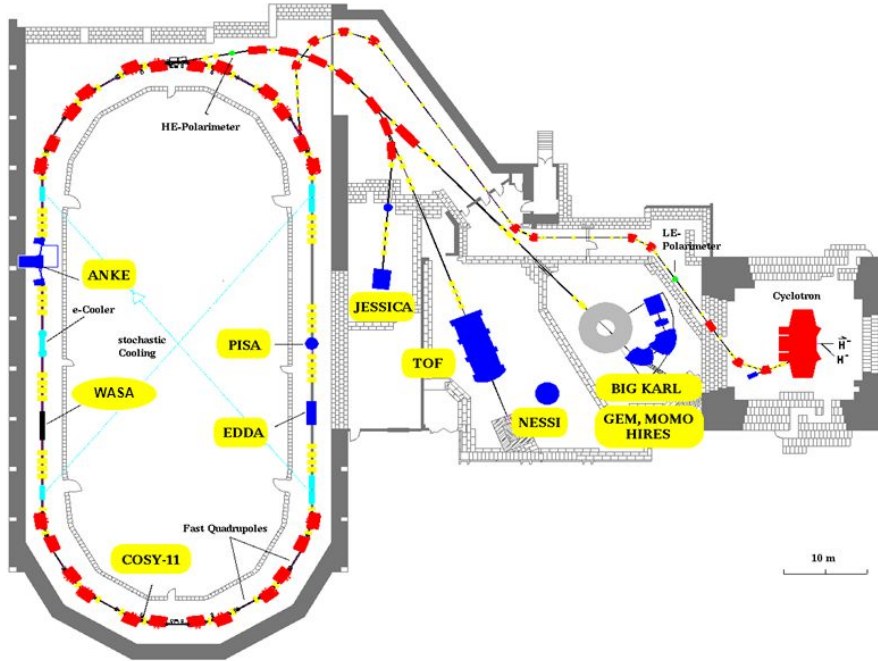 HE-Polarimeter
LE-
Polarimeter
ANKE
Cyclotron
JESSICA
e-Cooler
stochastic
Cooling
PISA
H⁺
H⁻
TOF
WASA
BIG KARL
NESSI
GEM, MOMO
HIRES
EDDA
Fast Quadrupoles
COSY-11
10 m